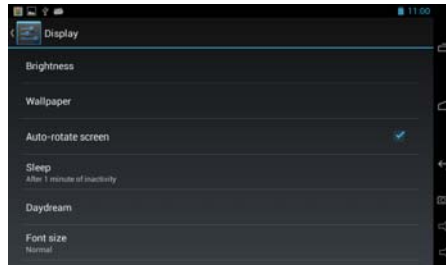 11:00
Display
Brightness
Wallpaper
Auto-rotate screen
Sleep
After 1 minute of inactivity
Daydream
Font size
Normal